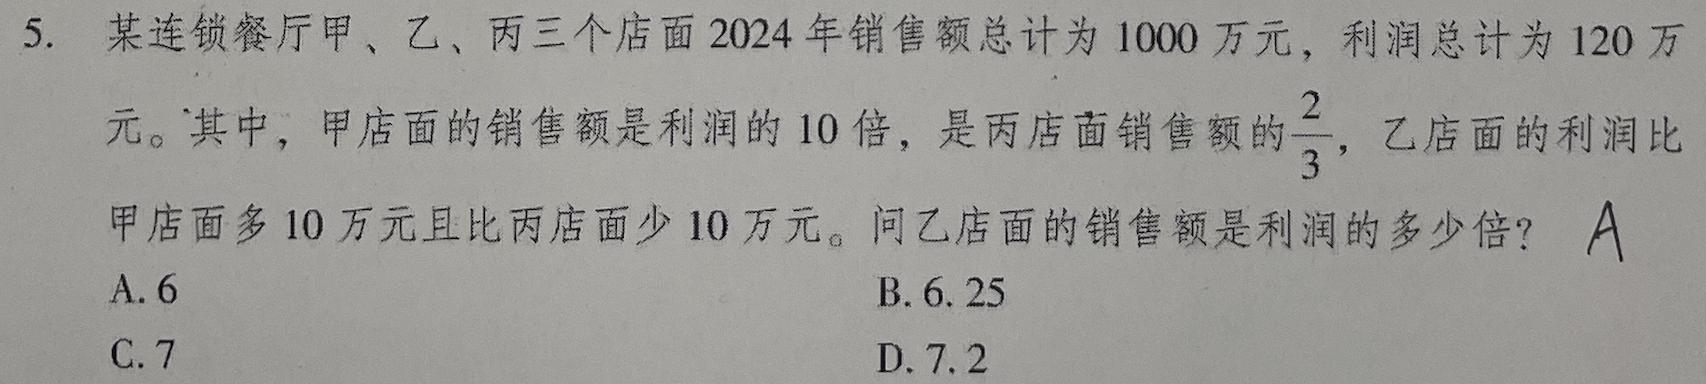 5. 某连锁餐厅甲、乙、丙三个店面 2024 年销售额总计为 1000 万元，利润总计为 120 万
元。其中，甲店面的销售额是利润的 10 倍，是丙店面销售额的 2/3，乙店面的利润比
甲店面多 10 万元且比丙店面少 10 万元。问乙店面的销售额是利润的多少倍？ A
A. 6 B. 6. 25
C. 7 D. 7. 2